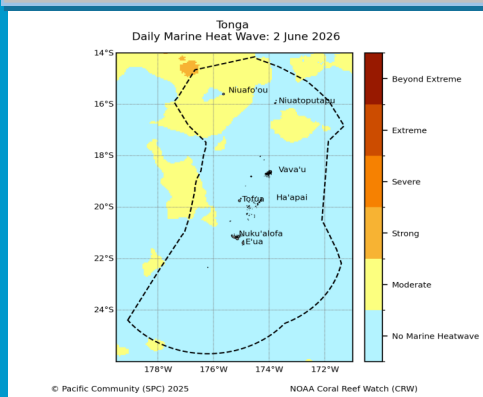 Tonga
Daily Marine Heat Wave: 2 June 2026
14°S
16°S
18°S
20°S
22°S
24°S
178°W
176°W
174°W
172°W
Niuafo'ou
Niuatoputapu
Vava'u
Tofua
Ha'apai
Nuku'alofa
E'ua
Beyond Extreme
Extreme
Severe
Strong
Moderate
No Marine Heatwave
© Pacific Community (SPC) 2025
NOAA Coral Reef Watch (CRW)